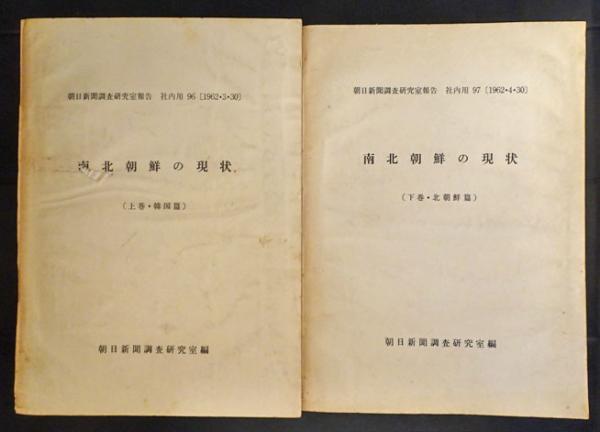 朝日新聞調査研究室報告 社内用 96 [1962・3・30]
南北朝鮮の現状
(上巻・韓国篇)
朝日新聞調査研究室編
朝日新聞調査研究室報告 社内用 97 [1962・4・30]
南北朝鮮の現状
(下巻・北朝鮮篇)
朝日新聞調査研究室編